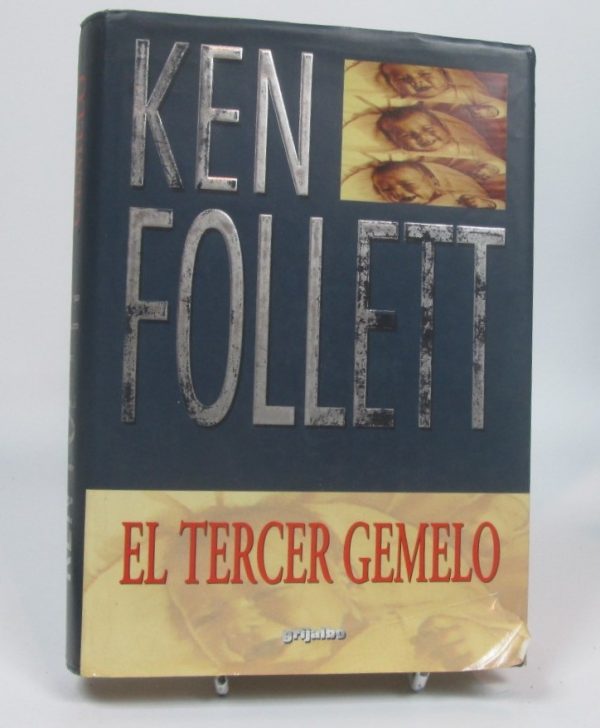 KEN
FOLLETT
EL TERCER GEMELO
grijalbo